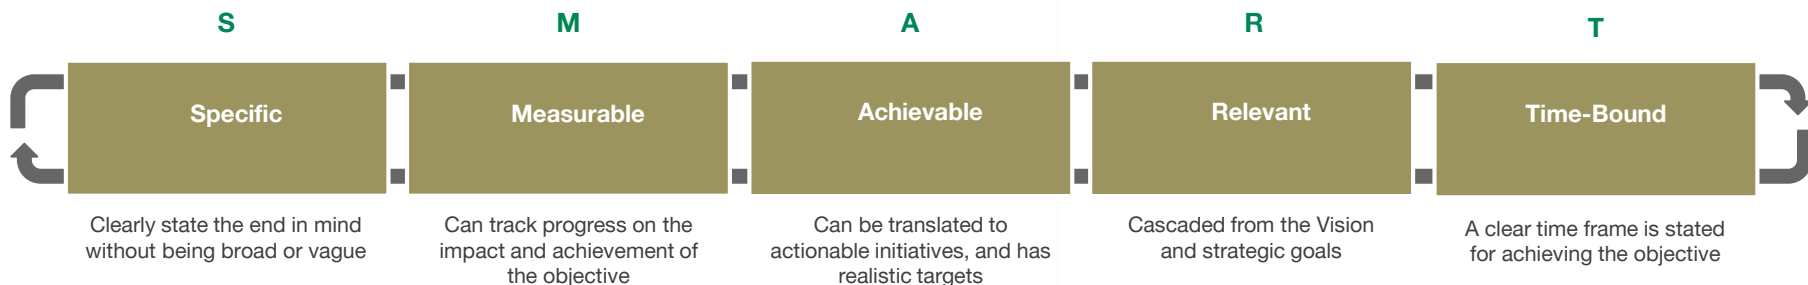 S
Specific
Clearly state the end in mind
without being broad or vague
M
Measurable
Can track progress on the
impact and achievement of
the objective
A
Achievable
Can be translated to
actionable initiatives, and has
realistic targets
R
Relevant
Cascaded from the Vision
and strategic goals
T
Time-Bound
A clear time frame is stated
for achieving the objective